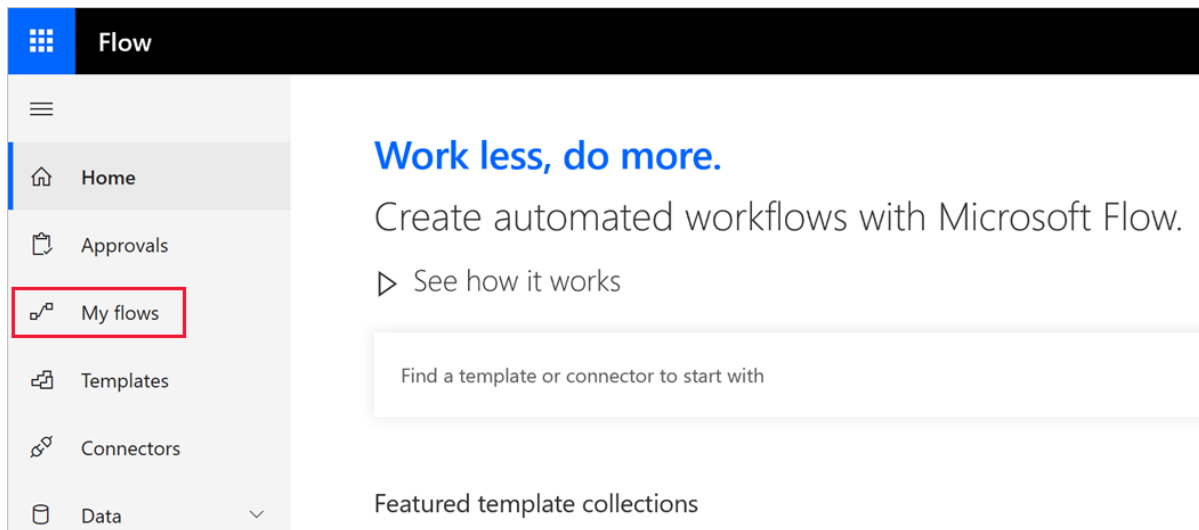 Flow
Home
Approvals
My flows
Templates
Connectors
Data
Work less, do more.
Create automated workflows with Microsoft Flow.
See how it works
Find a template or connector to start with
Featured template collections